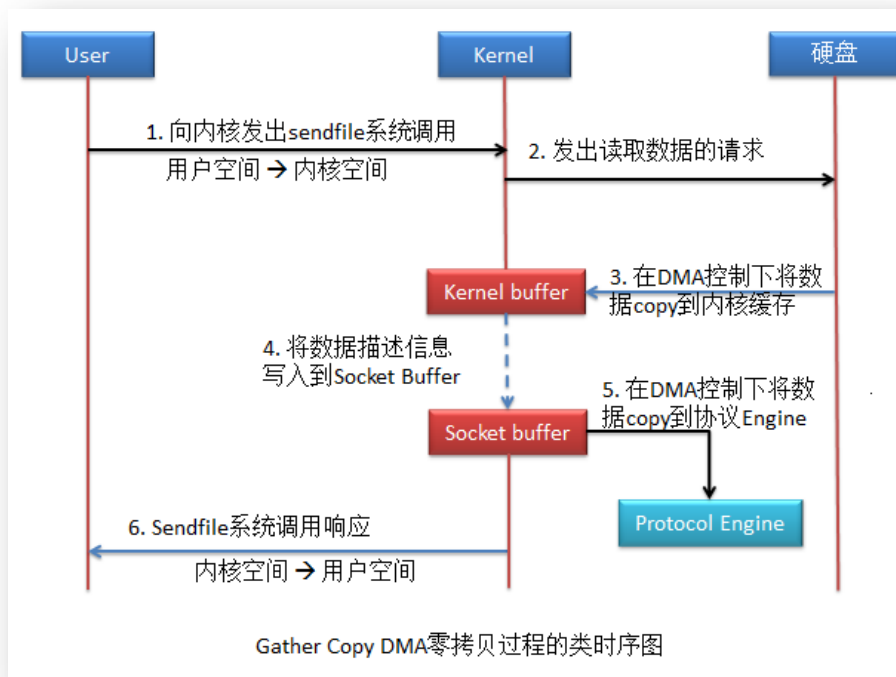 User
Kernel
硬盘
1. 向内核发出sendfile系统调用
用户空间 → 内核空间
2. 发出读取数据的请求
3. 在DMA控制下将数
据copy到内核缓存
Kernel buffer
4. 将数据描述信息
写入到Socket Buffer
5. 在DMA控制下将数
据copy到协议Engine
Socket buffer
Protocol Engine
6. Sendfile系统调用响应
内核空间 → 用户空间
Gather Copy DMA零拷贝过程的类时序图